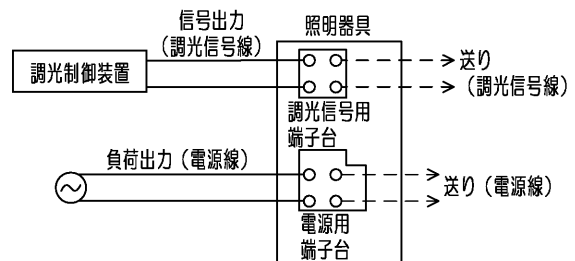 信号出力
（調光信号線）
照明器具
調光制御装置
送り
（調光信号線）
調光信号用
端子台
負荷出力（電源線）
送り（電源線）
電源用
端子台